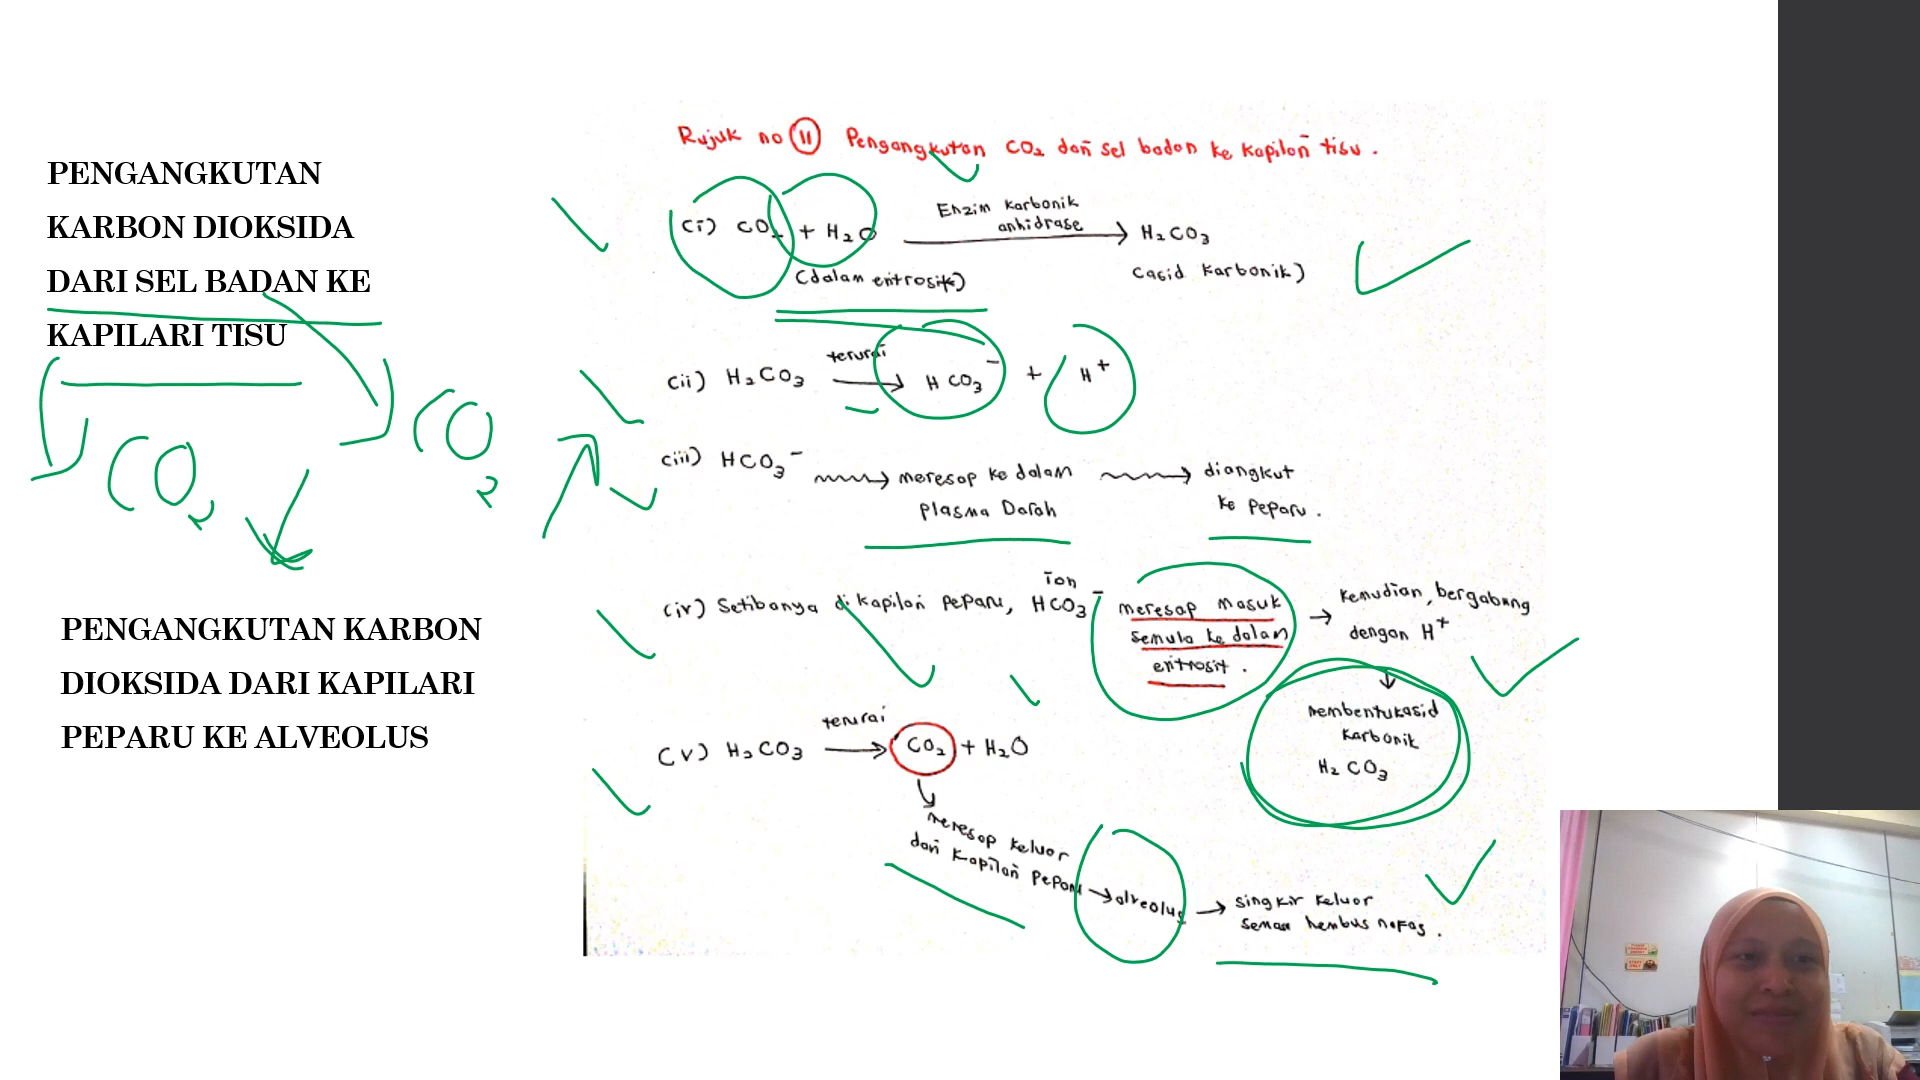 PENGANGKUTAN
KARBON DIOKSIDA
DARI SEL BADAN KE
KAPILARI TISU
CO2
CO2
PENGANGKUTAN KARBON
DIOKSIDA DARI KAPILARI
PEPARU KE ALVEOLUS
Rujuk no 11 Pengangkutan CO2 dari sel badan ke kapilari tisu.
(i) CO2 + H2O Enzim karbonik anhidrase H2CO3
(dalam eritrosit) (asid karbonik)
(ii) H2CO3 terurai HCO3⁻ + H⁺
(iii) HCO3⁻ meresap ke dalam diangkut
plasma Darah ke peparu.
(iv) Setibanya di kapilari peparu, ion HCO3⁻ meresap masuk kemudian, bergabung
semula ke dalam dengan H⁺
eritrosit.
membentuk asid
karbonik
H2CO3
(v) H2CO3 terurai CO2 + H2O
meresap keluar
dari kapilari peparu alveolus singkir keluar
semasa hembus nafas.